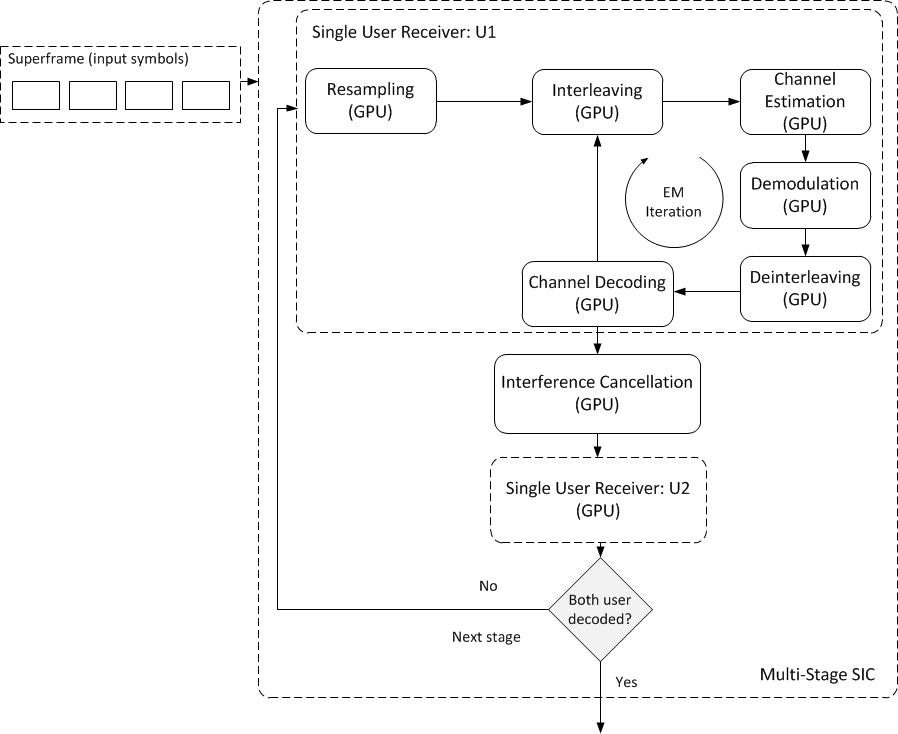 Single User Receiver: U1
Superframe (input symbols)
Resampling
(GPU)
Interleaving
(GPU)
Channel
Estimation
(GPU)
EM
Iteration
Demodulation
(GPU)
Channel Decoding
(GPU)
Deinterleaving
(GPU)
Interference Cancellation
(GPU)
Single User Receiver: U2
(GPU)
No
Both user
decoded?
Next stage
Yes
Multi-Stage SIC